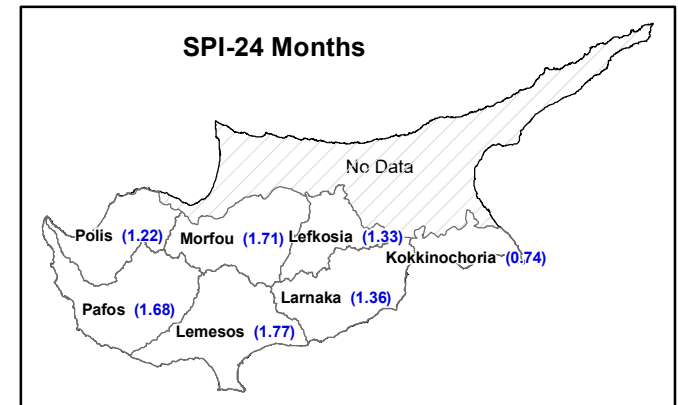 SPI-24 Months
No Data
Polis (1.22) Morfou (1.71) Lefkosia (1.33)
Kokkinochoria (0.74)
Pafos (1.68) Larnaka (1.36)
Lemesos (1.77)